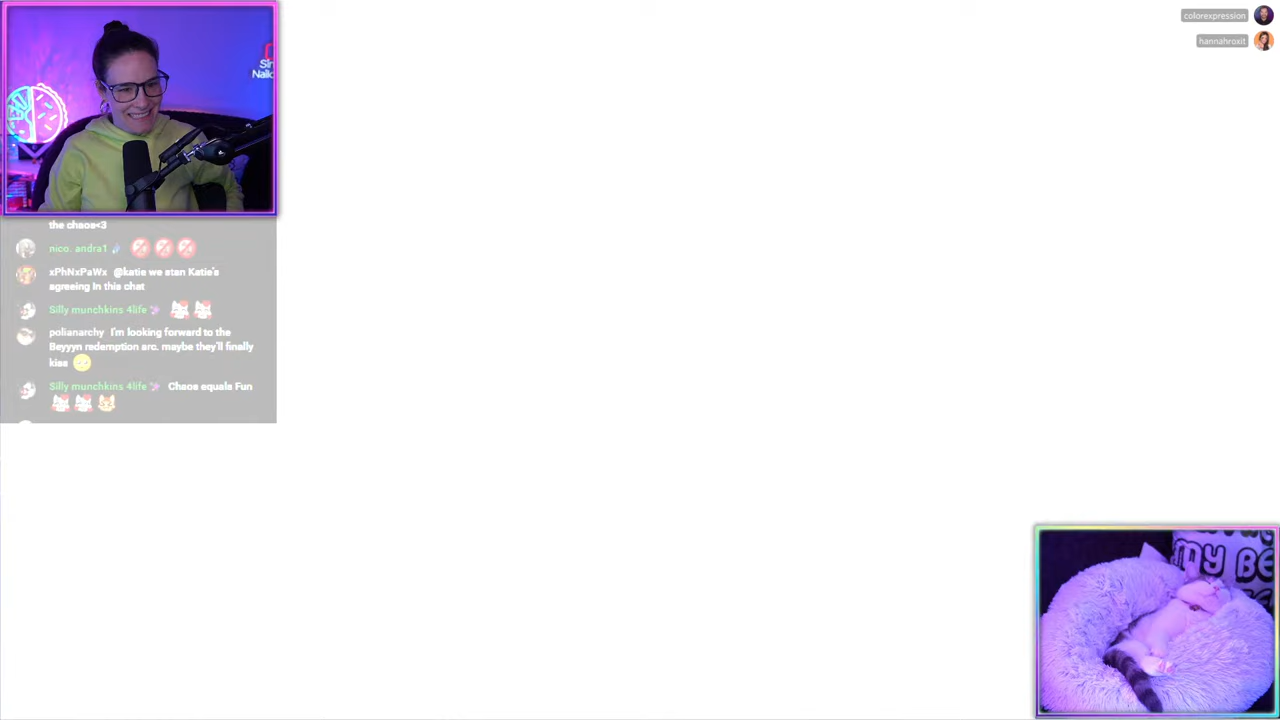 colorexpression
hannahroxit
the chaos<3
nico. andra1
xPhNxPaWx @katie we stan Katie's
agreeing in this chat
Silly munchkins 4life
polianarchy I'm looking forward to the
Beyyyn redemption arc. maybe they'll finally
kiss
Silly munchkins 4life Chaos equals Fun
MY BE